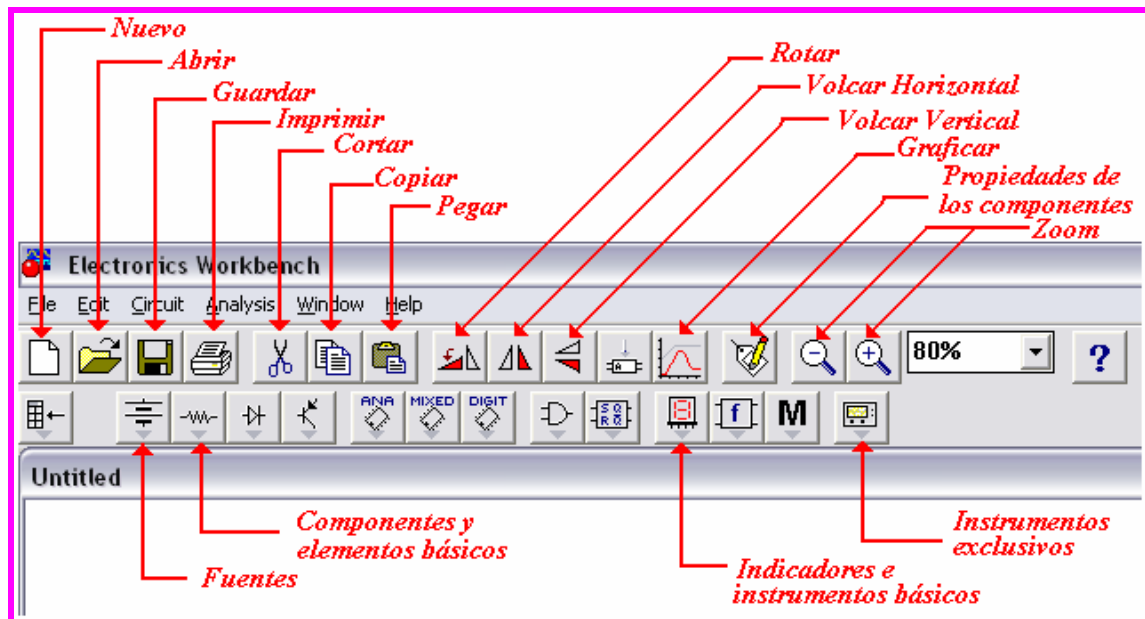 Nuevo
Abrir
Guardar
Imprimir
Cortar
Copiar
Pegar
Rotar
Volcar Horizontal
Volcar Vertical
Graficar
Propiedades de
los componentes
Zoom
Electronics Workbench
File Edit Circuit Analysis Window Help
A
80%
?
ANA MIXED DIGIT
S Q
R Q
f
M
Untitled
Componentes y
elementos básicos
Fuentes
Indicadores e
instrumentos básicos
Instrumentos
exclusivos